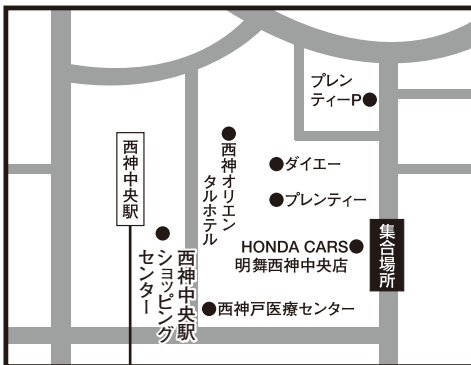 プレン
ティーP
西神中央駅
西神オリエン
タルホテル
ダイエー
プレンティー
集合場所
HONDA CARS
明舞西神中央店
西神中央駅
ショッピング
センター
西神戸医療センター